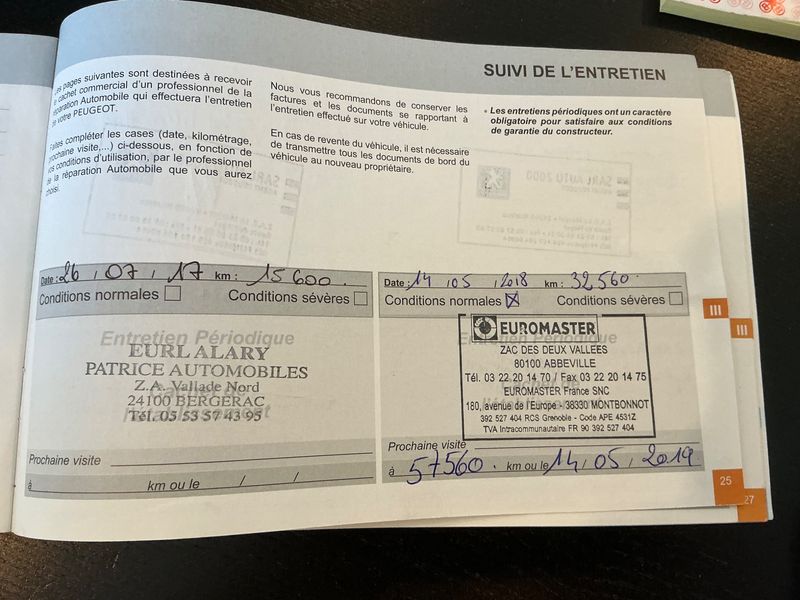 SUIVI DE L'ENTRETIEN
pages suivantes sont destinées à recevoir
cachet commercial d'un professionnel de la
réparation Automobile qui effectuera l'entretien
de votre PEUGEOT.
Faites compléter les cases (date, kilométrage,
prochaine visite,...) ci-dessous, en fonction de
vos conditions d'utilisation, par le professionnel
de la réparation Automobile que vous aurez
choisi.
Nous vous recommandons de conserver les
factures et les documents se rapportant à
l'entretien effectué sur votre véhicule.
En cas de revente du véhicule, il est nécessaire
de transmettre tous les documents de bord du
véhicule au nouveau propriétaire.
* Les entretiens périodiques ont un caractère
obligatoire pour satisfaire aux conditions
de garantie du constructeur.
Date : 26 / 07 / 17 km : 15600
Conditions normales Conditions sévères
Entretien Périodique
EURL ALARY
PATRICE AUTOMOBILES
Z.A. Vallade Nord
24100 BERGERAC
Tél. 05 53 57 43 95
Prochaine visite
à km ou le / /
Date : 14 / 05 / 2018 km : 32560
Conditions normales Conditions sévères
EUROMASTER
ZAC DES DEUX VALLEES
80100 ABBEVILLE
Tél. 03 22 20 14 70 / Fax 03 22 20 14 75
EUROMASTER France SNC
180, avenue de l'Europe - 38330 MONTBONNOT
392 527 404 RCS Grenoble - Code APE 4531Z
TVA Intracommunautaire FR 90 392 527 404
Prochaine visite
à 57560 km ou le 14 / 05 / 2019
III
III
25
27